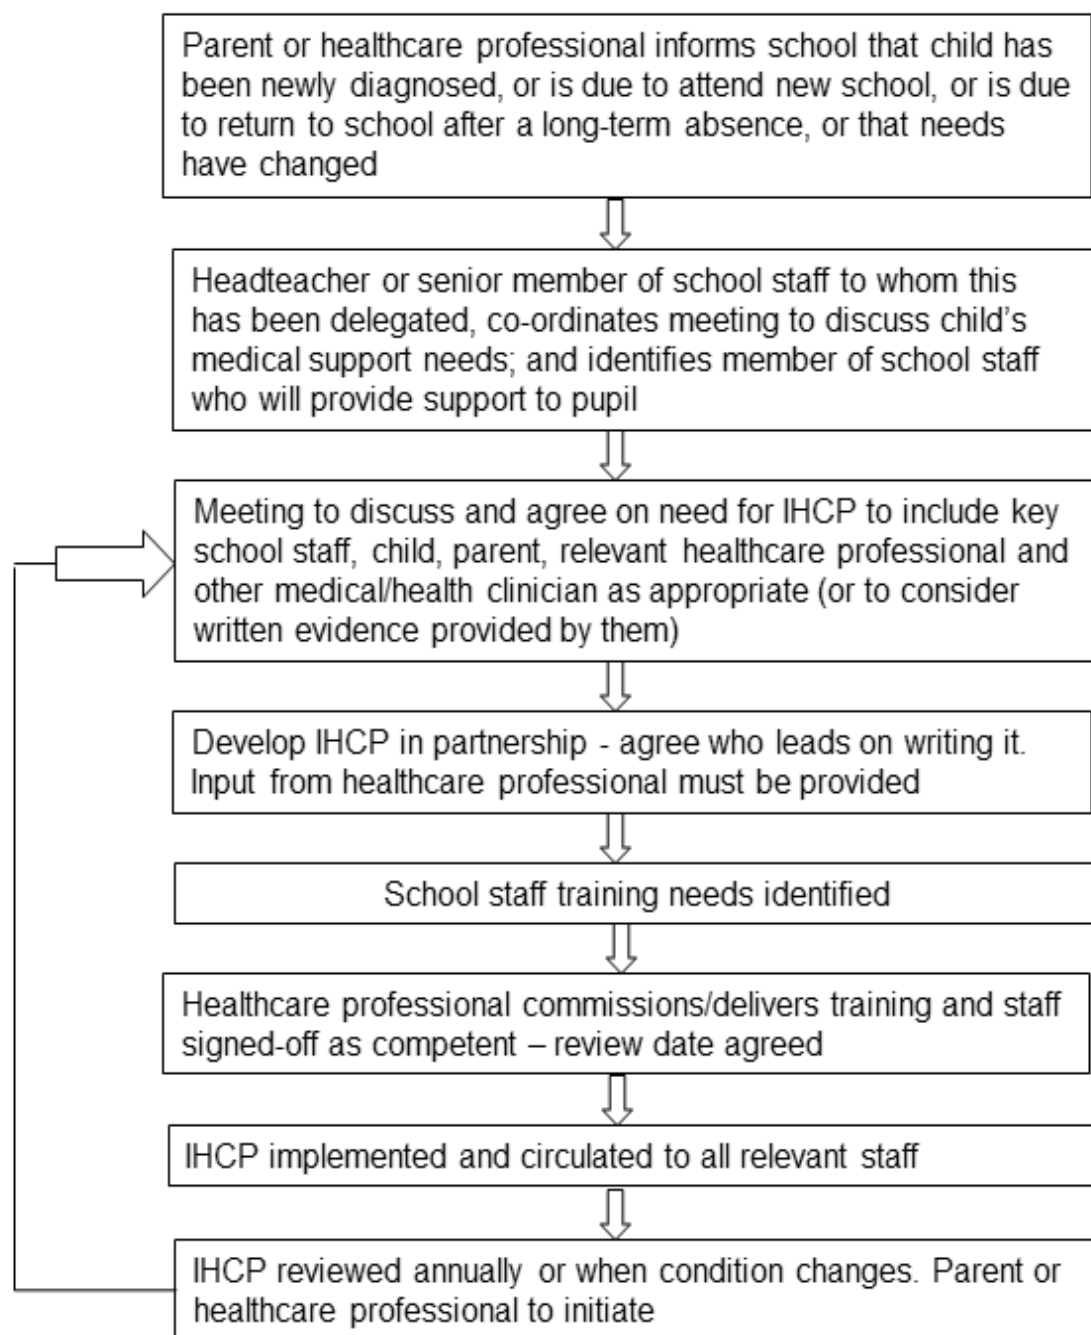 Parent or healthcare professional informs school that child has
been newly diagnosed, or is due to attend new school, or is due
to return to school after a long-term absence, or that needs
have changed
Headteacher or senior member of school staff to whom this
has been delegated, co-ordinates meeting to discuss child’s
medical support needs; and identifies member of school staff
who will provide support to pupil
Meeting to discuss and agree on need for IHCP to include key
school staff, child, parent, relevant healthcare professional and
other medical/health clinician as appropriate (or to consider
written evidence provided by them)
Develop IHCP in partnership - agree who leads on writing it.
Input from healthcare professional must be provided
School staff training needs identified
Healthcare professional commissions/delivers training and staff
signed-off as competent – review date agreed
IHCP implemented and circulated to all relevant staff
IHCP reviewed annually or when condition changes. Parent or
healthcare professional to initiate